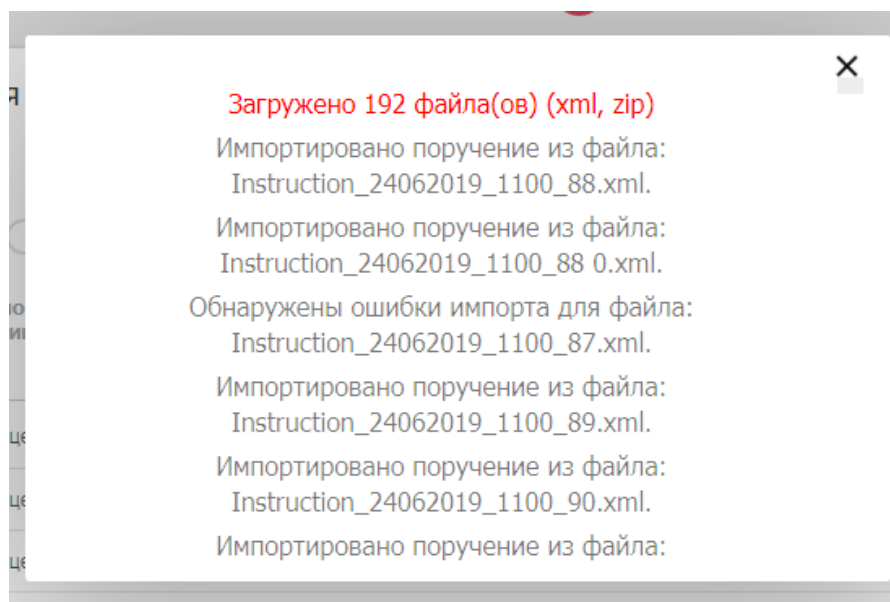 Загружено 192 файла(ов) (xml, zip)
Импортировано поручение из файла:
Instruction_24062019_1100_88.xml.
Импортировано поручение из файла:
Instruction_24062019_1100_88 0.xml.
Обнаружены ошибки импорта для файла:
Instruction_24062019_1100_87.xml.
Импортировано поручение из файла:
Instruction_24062019_1100_89.xml.
Импортировано поручение из файла:
Instruction_24062019_1100_90.xml.
Импортировано поручение из файла: